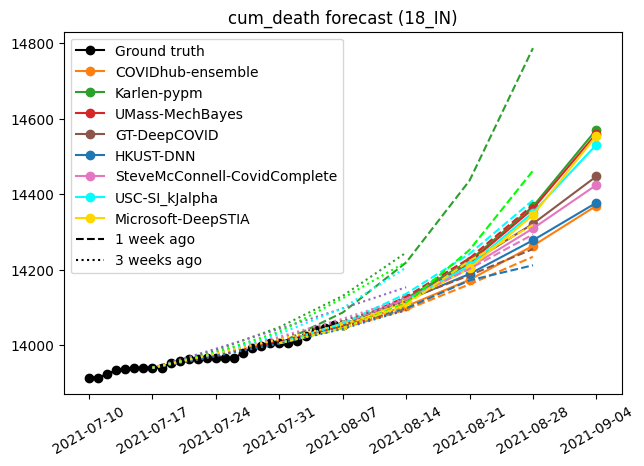 cum_death forecast (18_IN)
14800
14600
14400
14200
14000
Ground truth
COVIDhub-ensemble
Karlen-pypm
UMass-MechBayes
GT-DeepCOVID
HKUST-DNN
SteveMcConnell-CovidComplete
USC-SI_kJalpha
Microsoft-DeepSTIA
1 week ago
3 weeks ago
2021-07-10
2021-07-17
2021-07-24
2021-07-31
2021-08-07
2021-08-14
2021-08-21
2021-08-28
2021-09-04